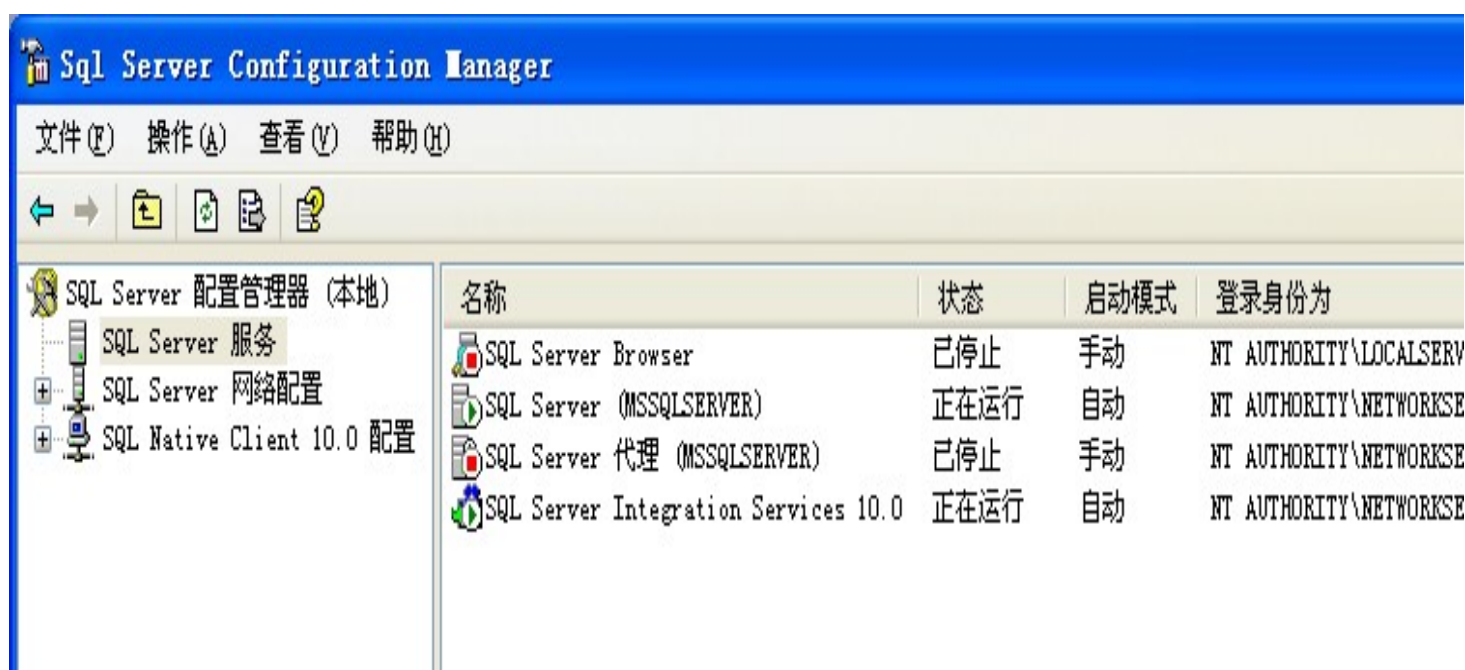 Sql Server Configuration Manager
文件(F) 操作(A) 查看(V) 帮助(H)
SQL Server 配置管理器 (本地)
SQL Server 服务
SQL Server 网络配置
SQL Native Client 10.0 配置
名称 状态 启动模式 登录身份为
SQL Server Browser 已停止 手动 NT AUTHORITY\LOCALSERV
SQL Server (MSSQLSERVER) 正在运行 自动 NT AUTHORITY\NETWORKSE
SQL Server 代理 (MSSQLSERVER) 已停止 手动 NT AUTHORITY\NETWORKSE
SQL Server Integration Services 10.0 正在运行 自动 NT AUTHORITY\NETWORKSE